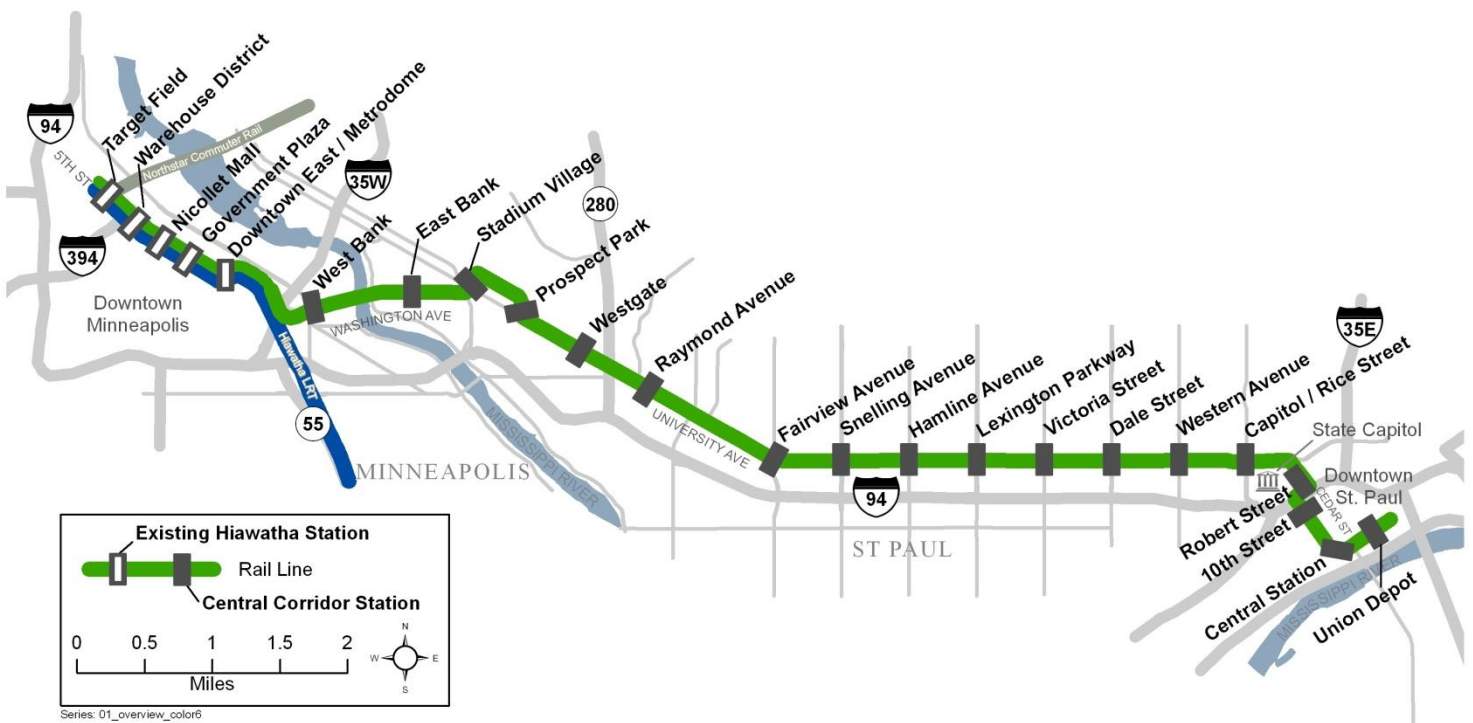 94
5TH ST
Target Field
Warehouse District
Northstar Commuter Rail
Nicollet Mall
Government Plaza
Downtown East / Metrodome
35W
394
Downtown
Minneapolis
West Bank
East Bank
Stadium Village
280
Prospect Park
WASHINGTON AVE
Westgate
Raymond Avenue
Hiawatha LRT
55
MINNEAPOLIS
MISSISSIPPI RIVER
UNIVERSITY AVE
Fairview Avenue
Snelling Avenue
Hamline Avenue
Lexington Parkway
Victoria Street
Dale Street
Western Avenue
Capitol / Rice Street
35E
State Capitol
Downtown
St. Paul
94
ST PAUL
CEDAR ST
Robert Street
10th Street
Central Station
Union Depot
MISSISSIPPI RIVER
Existing Hiawatha Station
Rail Line
Central Corridor Station
0 0.5 1 1.5 2
Miles
N
W E
S
Series: 01_overview_color6